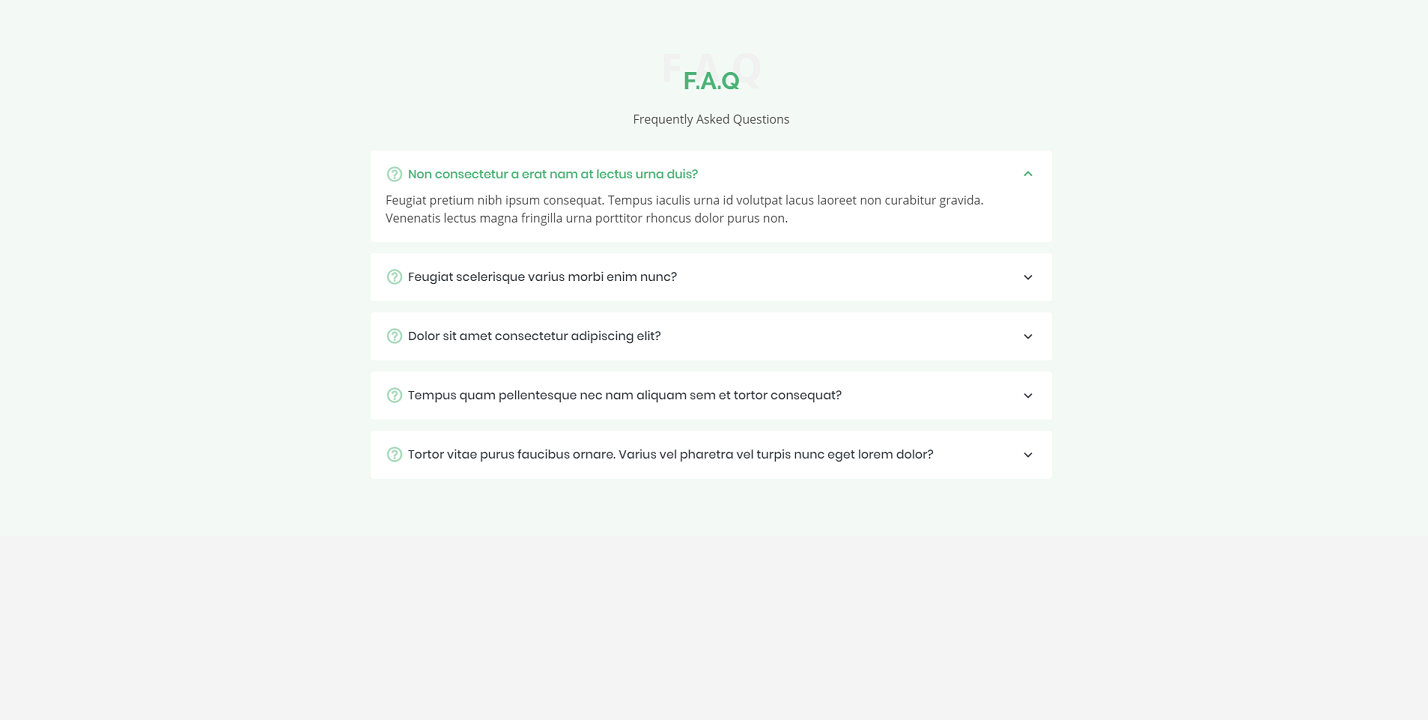 F.A.Q
F.A.Q
Frequently Asked Questions
Non consectetur a erat nam at lectus urna duis?
Feugiat pretium nibh ipsum consequat. Tempus iaculis urna id volutpat lacus laoreet non curabitur gravida.
Venenatis lectus magna fringilla urna porttitor rhoncus dolor purus non.
Feugiat scelerisque varius morbi enim nunc?
Dolor sit amet consectetur adipiscing elit?
Tempus quam pellentesque nec nam aliquam sem et tortor consequat?
Tortor vitae purus faucibus ornare. Varius vel pharetra vel turpis nunc eget lorem dolor?